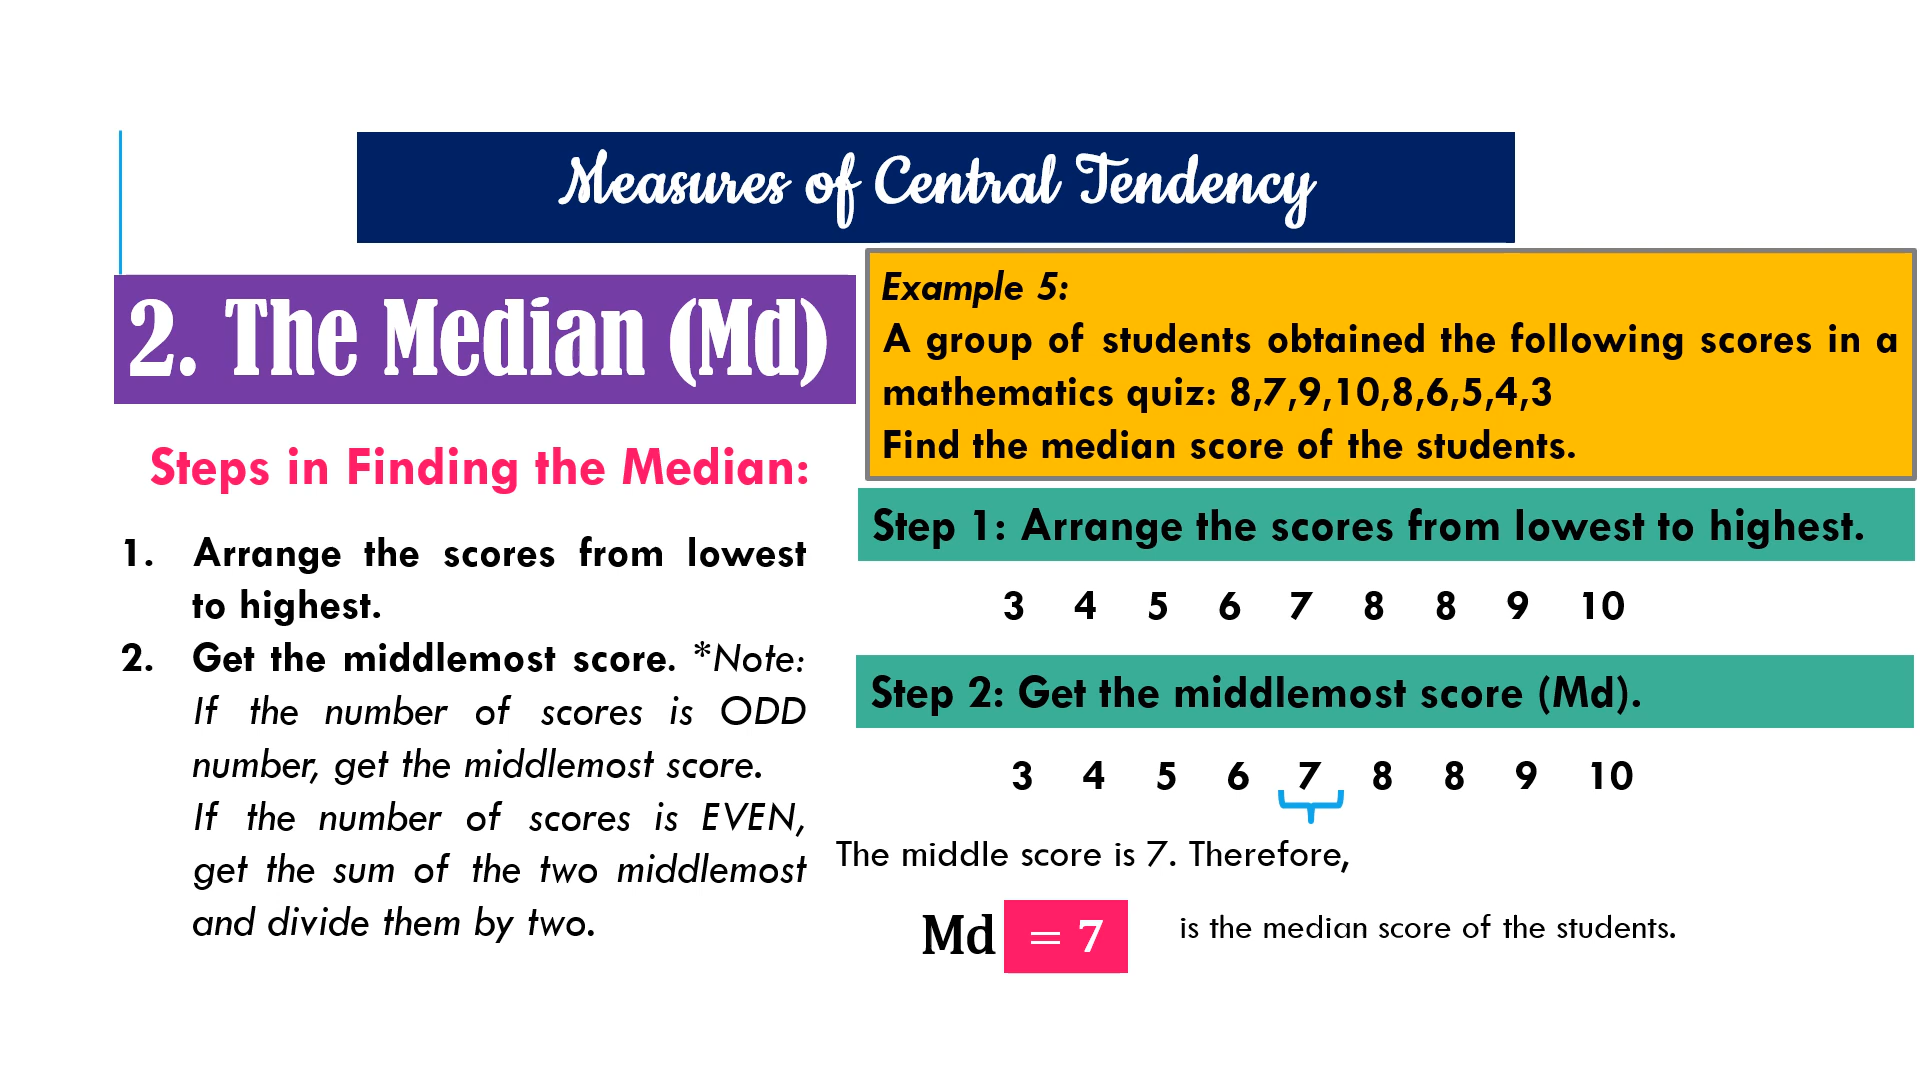 Measures of Central Tendency
2. The Median (Md)
Steps in Finding the Median:
1. Arrange the scores from lowest
to highest.
2. Get the middlemost score. *Note:
If the number of scores is ODD
number, get the middlemost score.
If the number of scores is EVEN,
get the sum of the two middlemost
and divide them by two.
Example 5:
A group of students obtained the following scores in a
mathematics quiz: 8,7,9,10,8,6,5,4,3
Find the median score of the students.
Step 1: Arrange the scores from lowest to highest.
3 4 5 6 7 8 8 9 10
Step 2: Get the middlemost score (Md).
3 4 5 6 7 8 8 9 10
The middle score is 7. Therefore,
Md = 7 is the median score of the students.